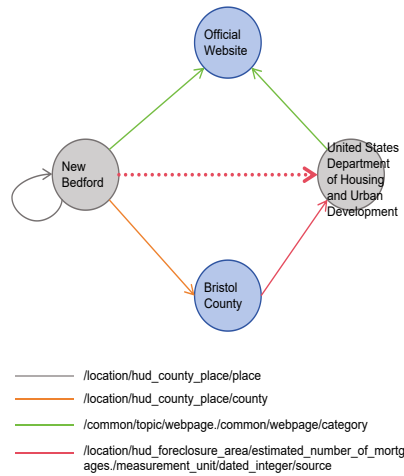 Official
Website
New
Bedford
United States
Department
of Housing
and Urban
Development
Bristol
County
/location/hud_county_place/place
/location/hud_county_place/county
/common/topic/webpage./common/webpage/category
/location/hud_foreclosure_area/estimated_number_of_mortg
ages./measurement_unit/dated_integer/source